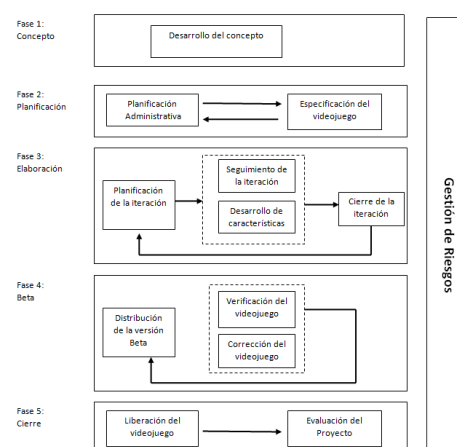 Fase 1:
Concepto
Desarrollo del concepto
Fase 2:
Planificación
Planificación
Administrativa
Especificación del
videojuego
Fase 3:
Elaboración
Planificación
de la iteración
Seguimiento de
la iteración
Desarrollo de
características
Cierre de la
iteración
Fase 4:
Beta
Distribución
de la versión
Beta
Verificación del
videojuego
Corrección del
videojuego
Fase 5:
Cierre
Liberación del
videojuego
Evaluación del
Proyecto
Gestión de Riesgos